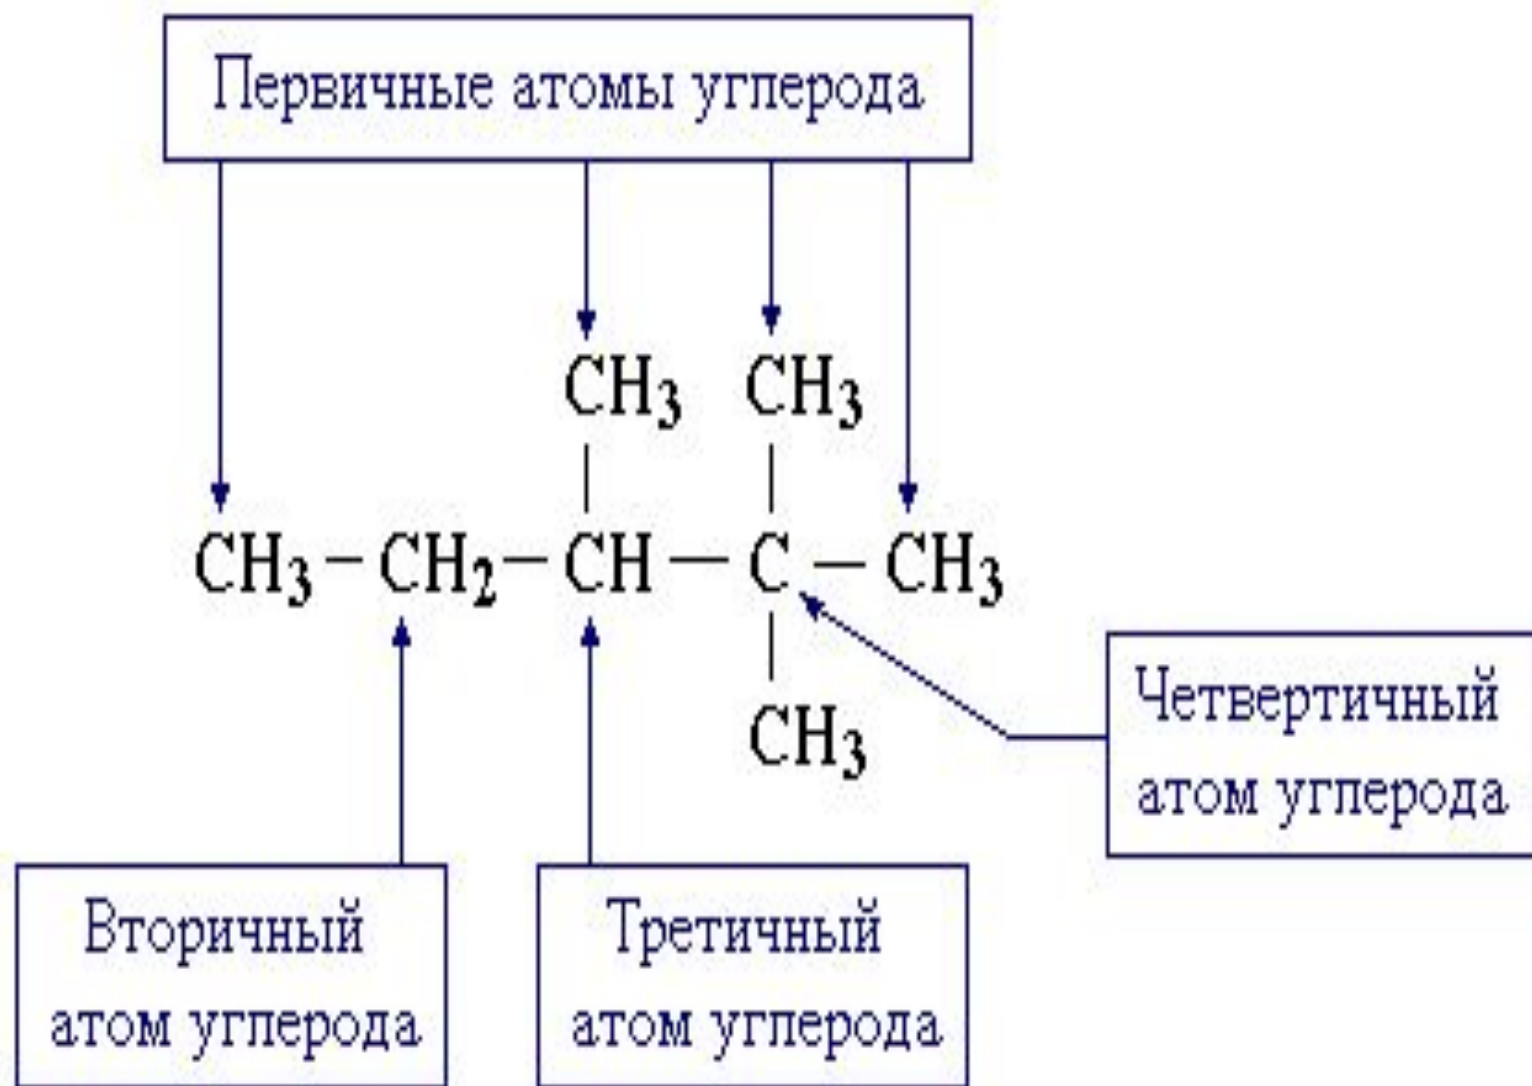 Первичные атомы углерода
CH3 CH3
CH3–CH2–CH—C–CH3
CH3
Четвертичный
атом углерода
Вторичный
атом углерода
Третичный
атом углерода